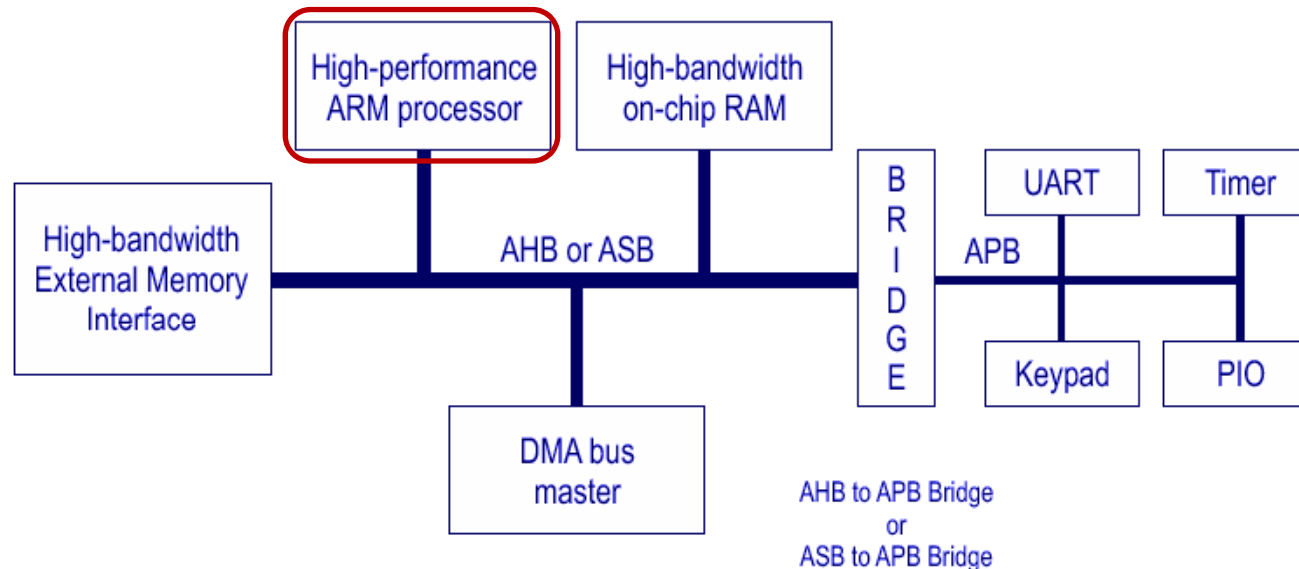 High-performance
ARM processor
High-bandwidth
on-chip RAM
High-bandwidth
External Memory
Interface
AHB or ASB
B
R
I
D
G
E
APB
UART
Timer
Keypad
PIO
DMA bus
master
AHB to APB Bridge
or
ASB to APB Bridge